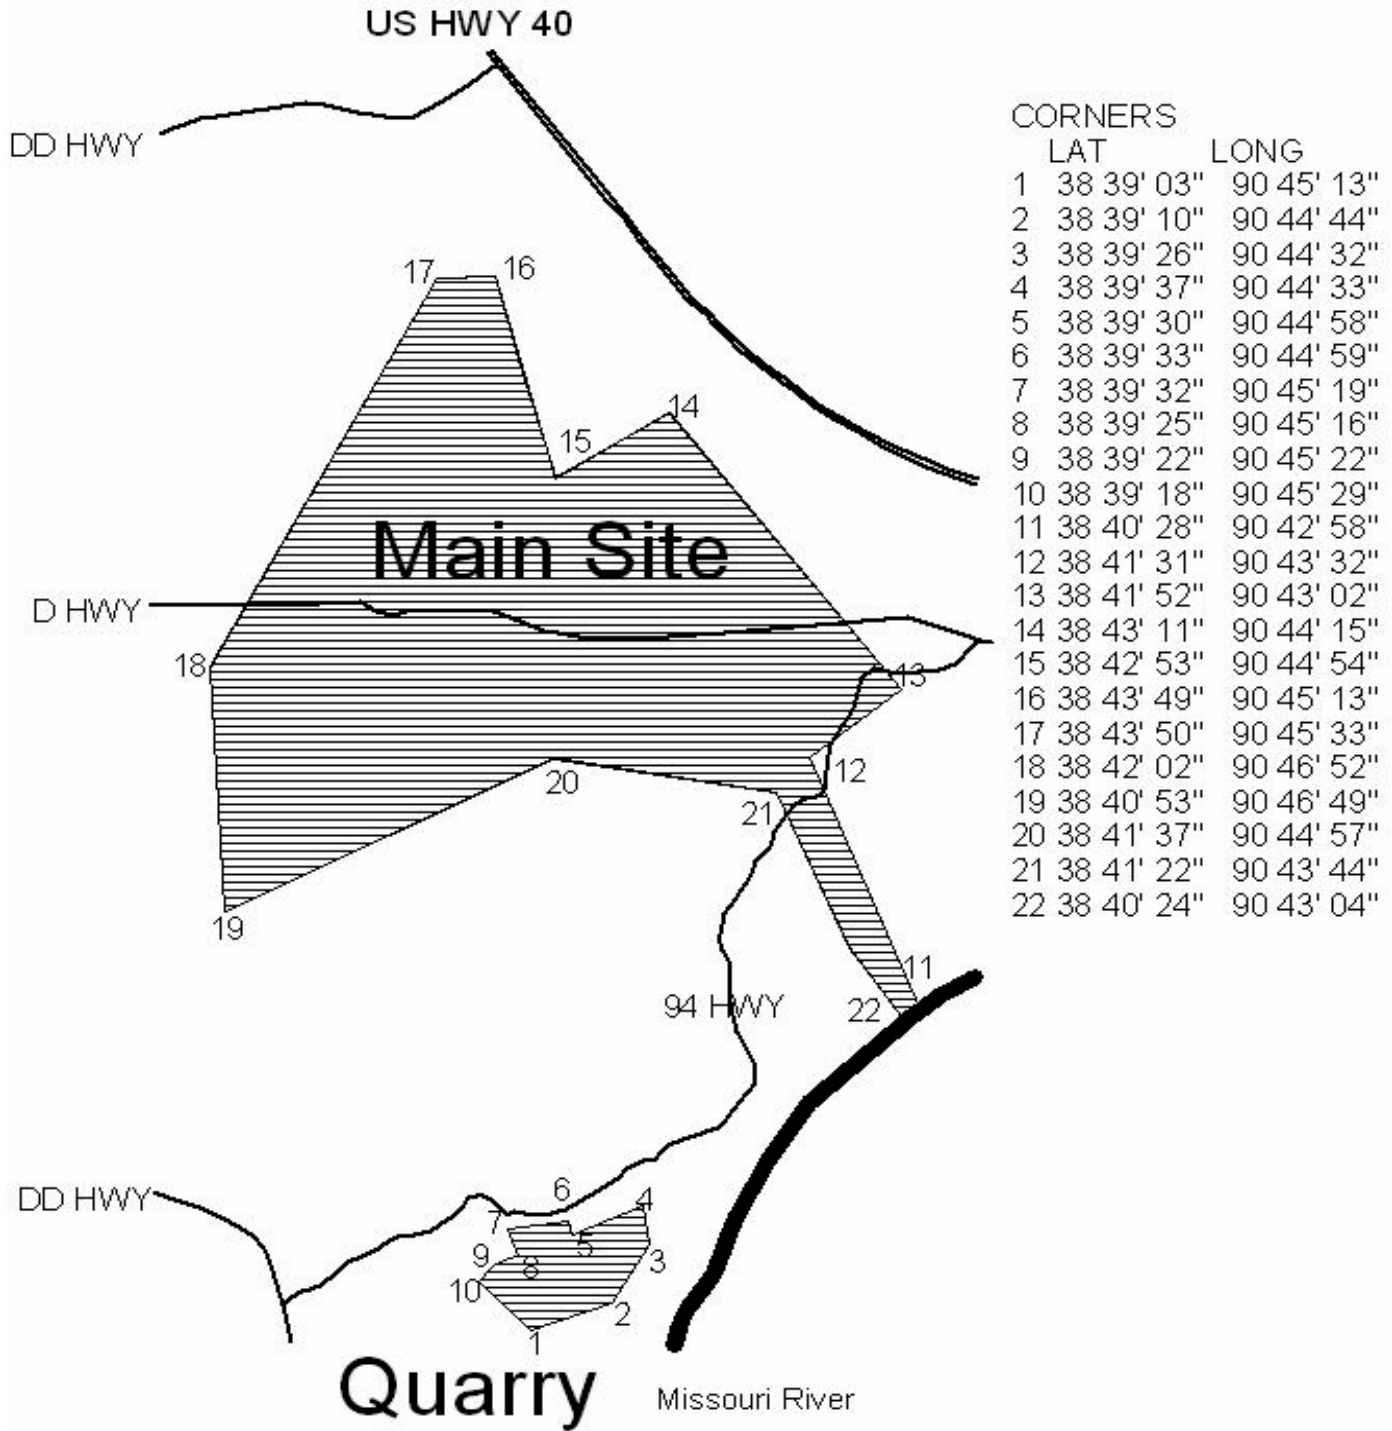 US HWY 40
DD HWY
CORNERS
LAT LONG
1 38 39' 03" 90 45' 13"
2 38 39' 10" 90 44' 44"
3 38 39' 26" 90 44' 32"
4 38 39' 37" 90 44' 33"
5 38 39' 30" 90 44' 58"
6 38 39' 33" 90 44' 59"
7 38 39' 32" 90 45' 19"
8 38 39' 25" 90 45' 16"
9 38 39' 22" 90 45' 22"
10 38 39' 18" 90 45' 29"
11 38 40' 28" 90 42' 58"
12 38 41' 31" 90 43' 32"
13 38 41' 52" 90 43' 02"
14 38 43' 11" 90 44' 15"
15 38 42' 53" 90 44' 54"
16 38 43' 49" 90 45' 13"
17 38 43' 50" 90 45' 33"
18 38 42' 02" 90 46' 52"
19 38 40' 53" 90 46' 49"
20 38 41' 37" 90 44' 57"
21 38 41' 22" 90 43' 44"
22 38 40' 24" 90 43' 04"
17 16
14
15
Main Site
D HWY
18
13
12
20
21
19
11
22
94 HWY
DD HWY
6
4
7
5
9
8
3
10
2
1
Quarry
Missouri River